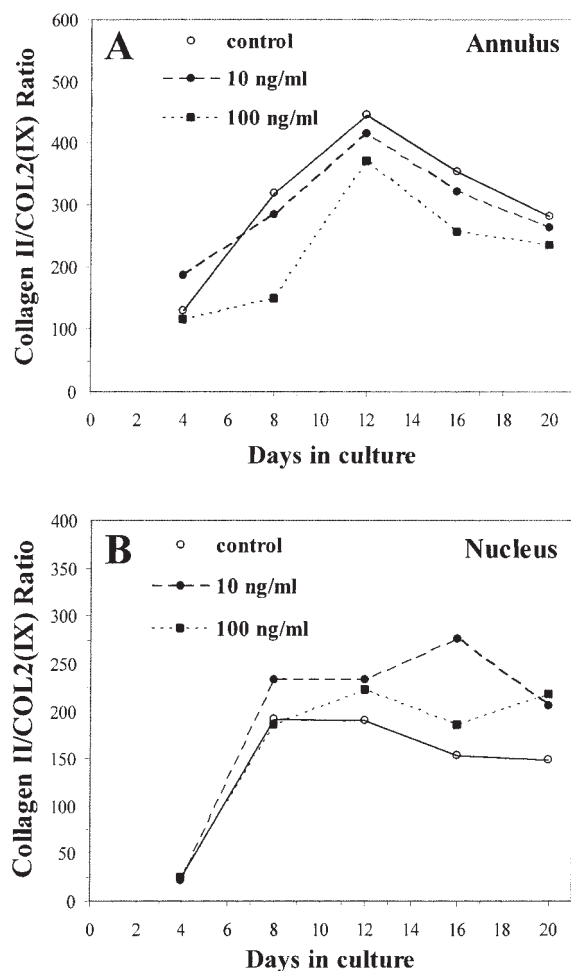 A
control
10 ng/ml
100 ng/ml
Annulus
Collagen II/COL2(IX) Ratio
600
500
400
300
200
100
0
0 2 4 6 8 10 12 14 16 18 20
Days in culture
B
control
10 ng/ml
100 ng/ml
Nucleus
Collagen II/COL2(IX) Ratio
400
350
300
250
200
150
100
50
0
0 2 4 6 8 10 12 14 16 18 20
Days in culture